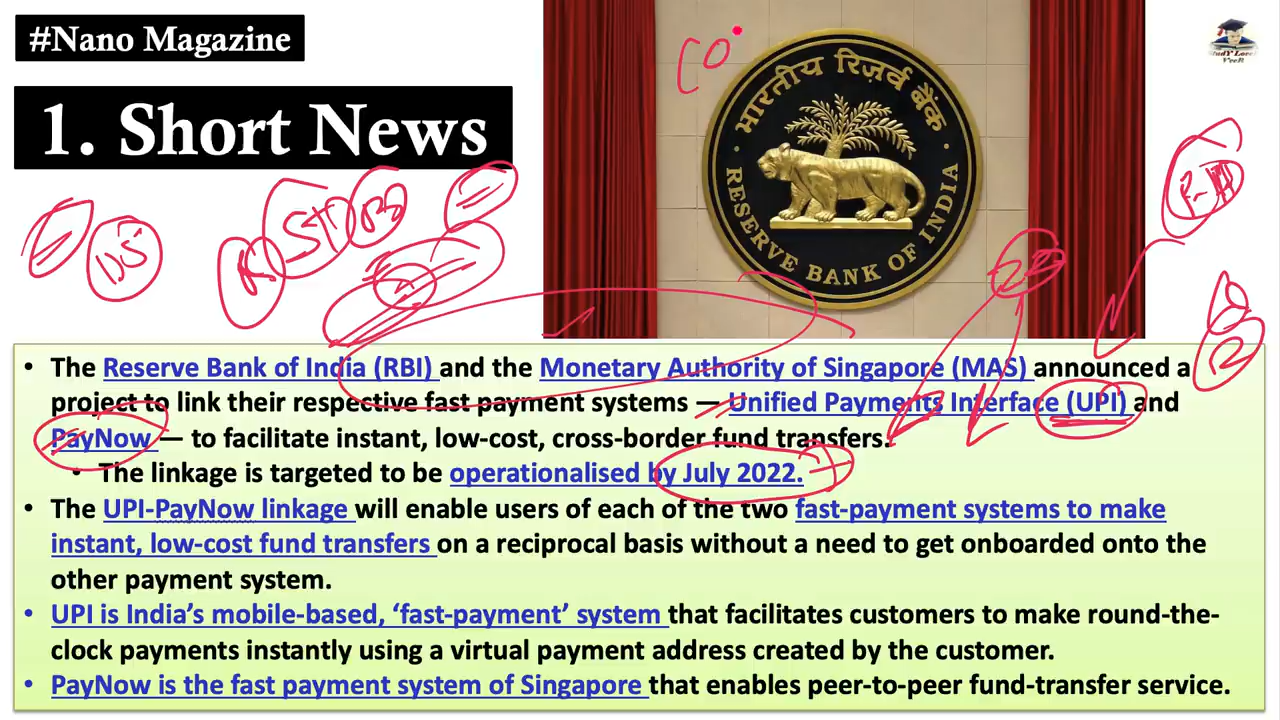 #Nano Magazine
1. Short News
भारतीय रिज़र्व बैंक
RESERVE BANK OF INDIA
• The Reserve Bank of India (RBI) and the Monetary Authority of Singapore (MAS) announced a
project to link their respective fast payment systems — Unified Payments Interface (UPI) and
PayNow — to facilitate instant, low-cost, cross-border fund transfers.
• The linkage is targeted to be operationalised by July 2022.
• The UPI-PayNow linkage will enable users of each of the two fast-payment systems to make
instant, low-cost fund transfers on a reciprocal basis without a need to get onboarded onto the
other payment system.
• UPI is India’s mobile-based, ‘fast-payment’ system that facilitates customers to make round-the-
clock payments instantly using a virtual payment address created by the customer.
• PayNow is the fast payment system of Singapore that enables peer-to-peer fund-transfer service.